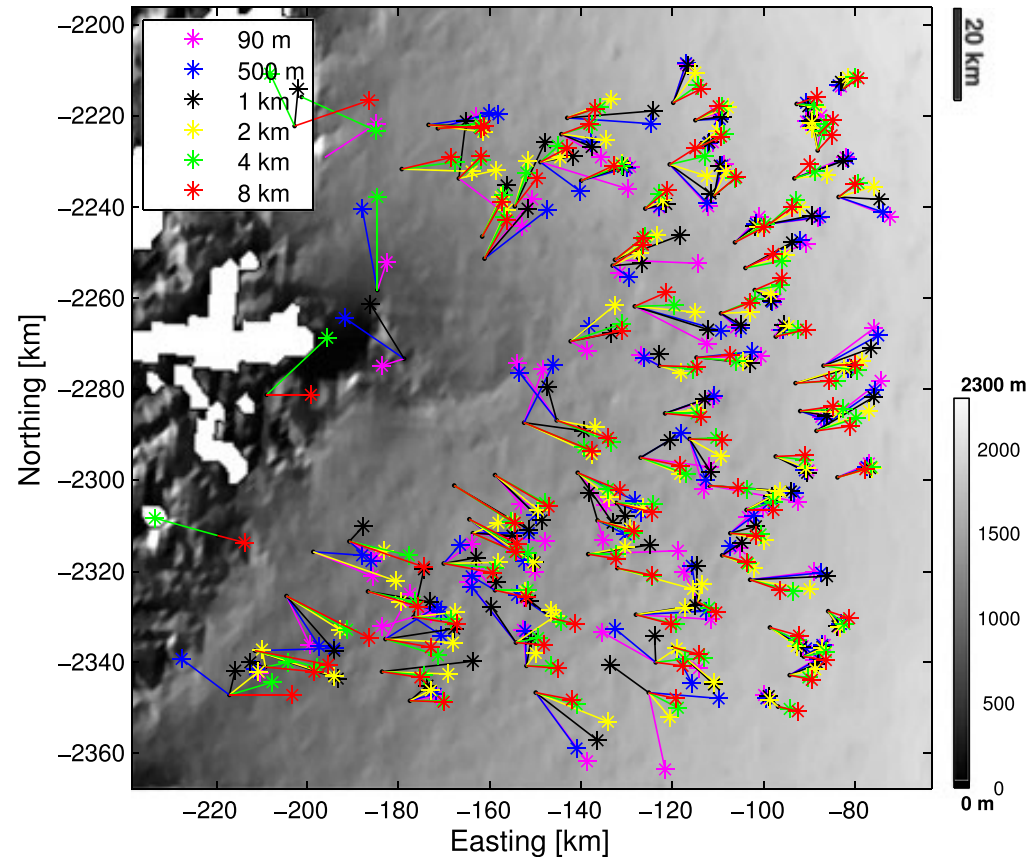 −2200
−2220
−2240
−2260
−2280
−2300
−2320
−2340
−2360
Northing [km]
90 m
500 m
1 km
2 km
4 km
8 km
−220
−200
−180
−160
−140
−120
−100
−80
Easting [km]
20 km
2300 m
2000
1500
1000
500
0
0 m